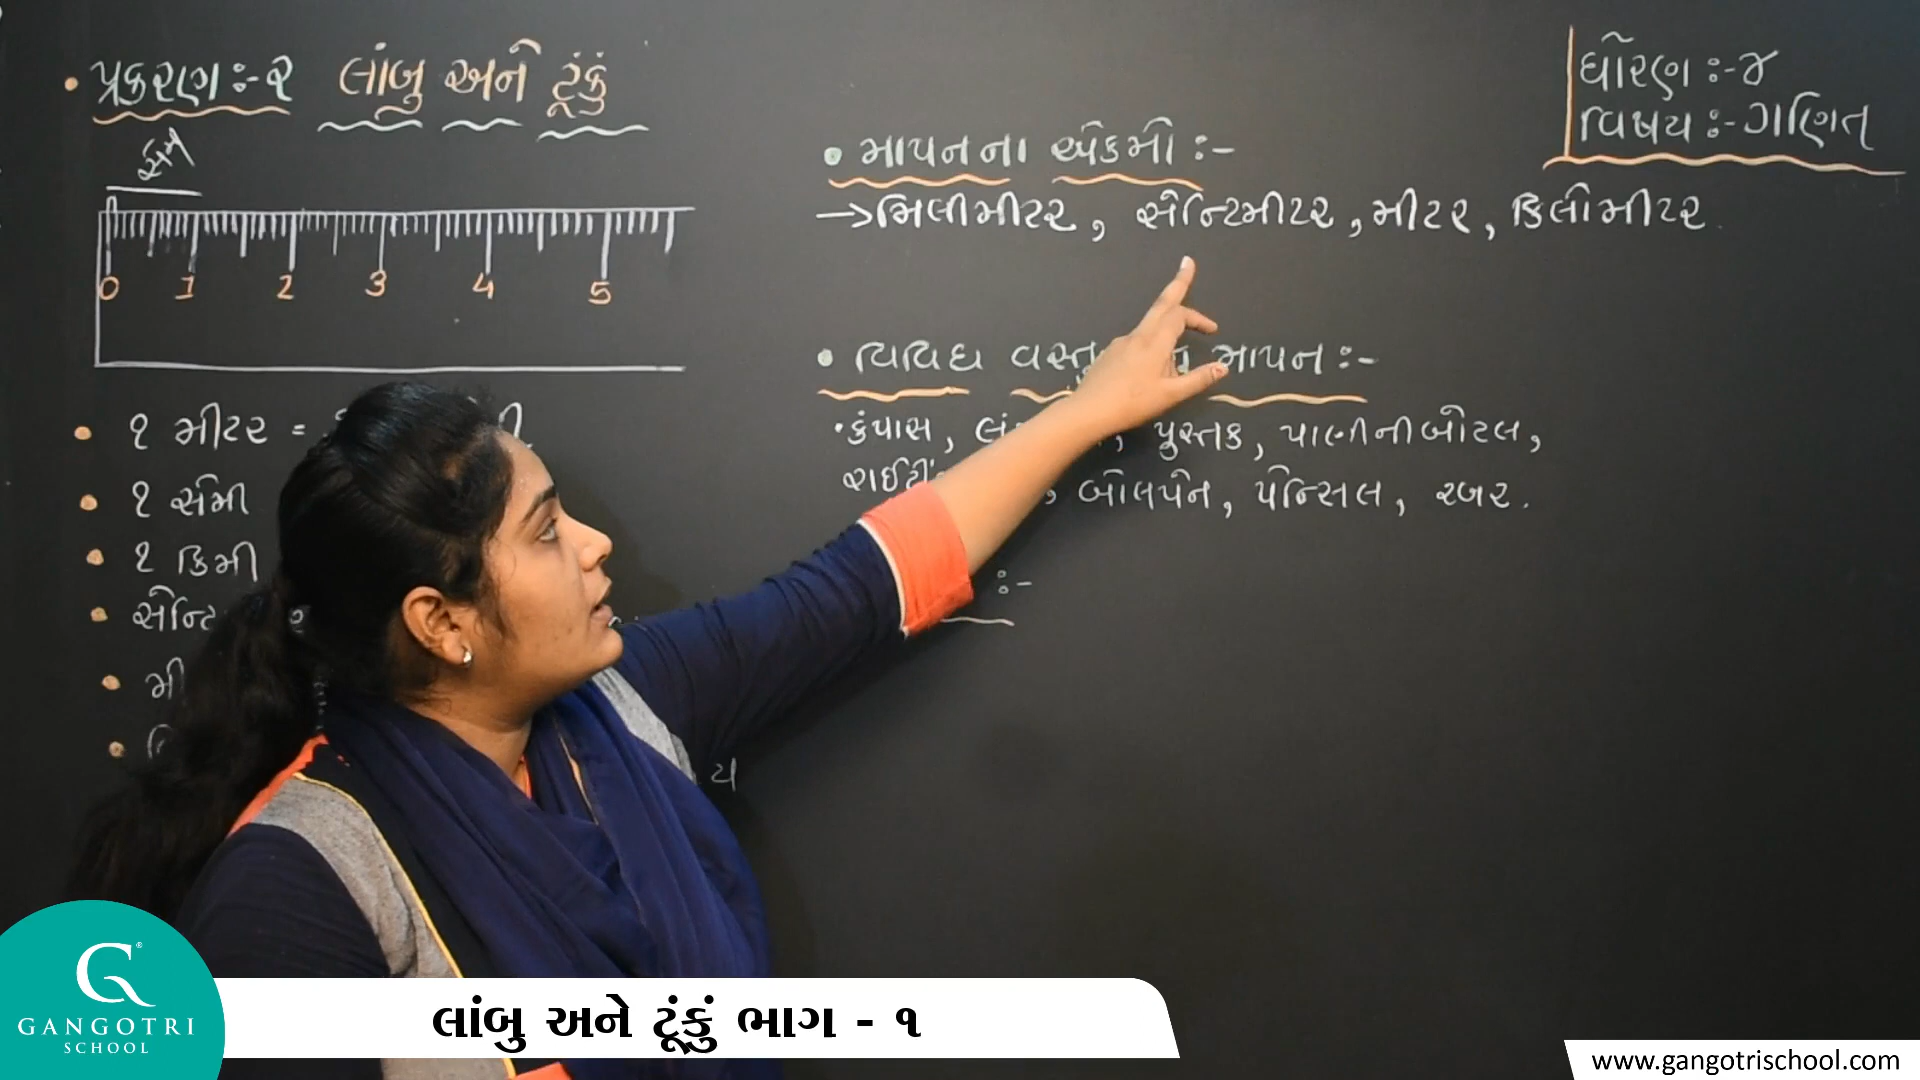 પ્રકરણ:-૨ લાંબુ અને ટૂંકું
સેમી
0 1 2 3 4 5
૧ મીટર =
૧ સેમી
૧ કિમી
સેન્ટિ
મી
ય
ધોરણ:-૪
વિષય:-ગણિત
માપનના એકમો:-
→મિલીમીટર, સેન્ટિમીટર, મીટર, કિલોમીટર.
વિવિધ માપન:-
કંપાસ, પુસ્તક, પાણીનીબોટલ,
બોલપેન, પેન્સિલ, રબર.
:-
GANGOTRI
SCHOOL
લાંબુ અને ટૂંકું ભાગ - ૧
www.gangotrischool.com